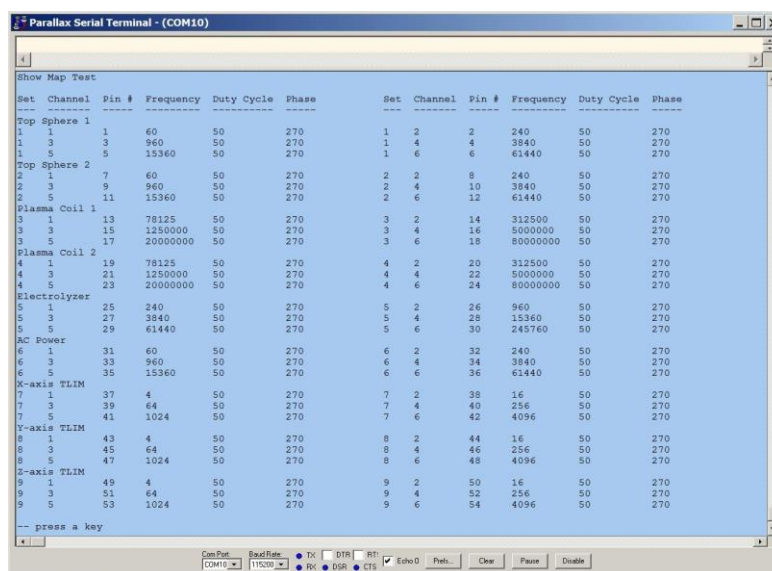 Parallax Serial Terminal - (COM10)
Show Map Test
Set Channel Pin # Frequency Duty Cycle Phase Set Channel Pin # Frequency Duty Cycle Phase
--- ------- ----- --------- ---------- ----- --- ------- ----- --------- ---------- -----
Top Sphere 1
1 1 1 60 50 270 1 2 2 240 50 270
1 3 3 960 50 270 1 4 4 3840 50 270
1 5 5 15360 50 270 1 6 6 61440 50 270
Top Sphere 2
2 1 7 60 50 270 2 2 8 240 50 270
2 3 9 960 50 270 2 4 10 3840 50 270
2 5 11 15360 50 270 2 6 12 61440 50 270
Plasma Coil 1
3 1 13 78125 50 270 3 2 14 312500 50 270
3 3 15 1250000 50 270 3 4 16 5000000 50 270
3 5 17 20000000 50 270 3 6 18 80000000 50 270
Plasma Coil 2
4 1 19 78125 50 270 4 2 20 312500 50 270
4 3 21 1250000 50 270 4 4 22 5000000 50 270
4 5 23 20000000 50 270 4 6 24 80000000 50 270
Electrolyzer
5 1 25 240 50 270 5 2 26 960 50 270
5 3 27 3840 50 270 5 4 28 15360 50 270
5 5 29 61440 50 270 5 6 30 245760 50 270
AC Power
6 1 31 60 50 270 6 2 32 240 50 270
6 3 33 960 50 270 6 4 34 3840 50 270
6 5 35 15360 50 270 6 6 36 61440 50 270
X-axis TLIM
7 1 37 4 50 270 7 2 38 16 50 270
7 3 39 64 50 270 7 4 40 256 50 270
7 5 41 1024 50 270 7 6 42 4096 50 270
Y-axis TLIM
8 1 43 4 50 270 8 2 44 16 50 270
8 3 45 64 50 270 8 4 46 256 50 270
8 5 47 1024 50 270 8 6 48 4096 50 270
Z-axis TLIM
9 1 49 4 50 270 9 2 50 16 50 270
9 3 51 64 50 270 9 4 52 256 50 270
9 5 53 1024 50 270 9 6 54 4096 50 270
-- press a key
Com Port: Baud Rate: TX DTR RTS
COM10 115200 RX DSR CTS Echo O Prefs... Clear Pause Disable